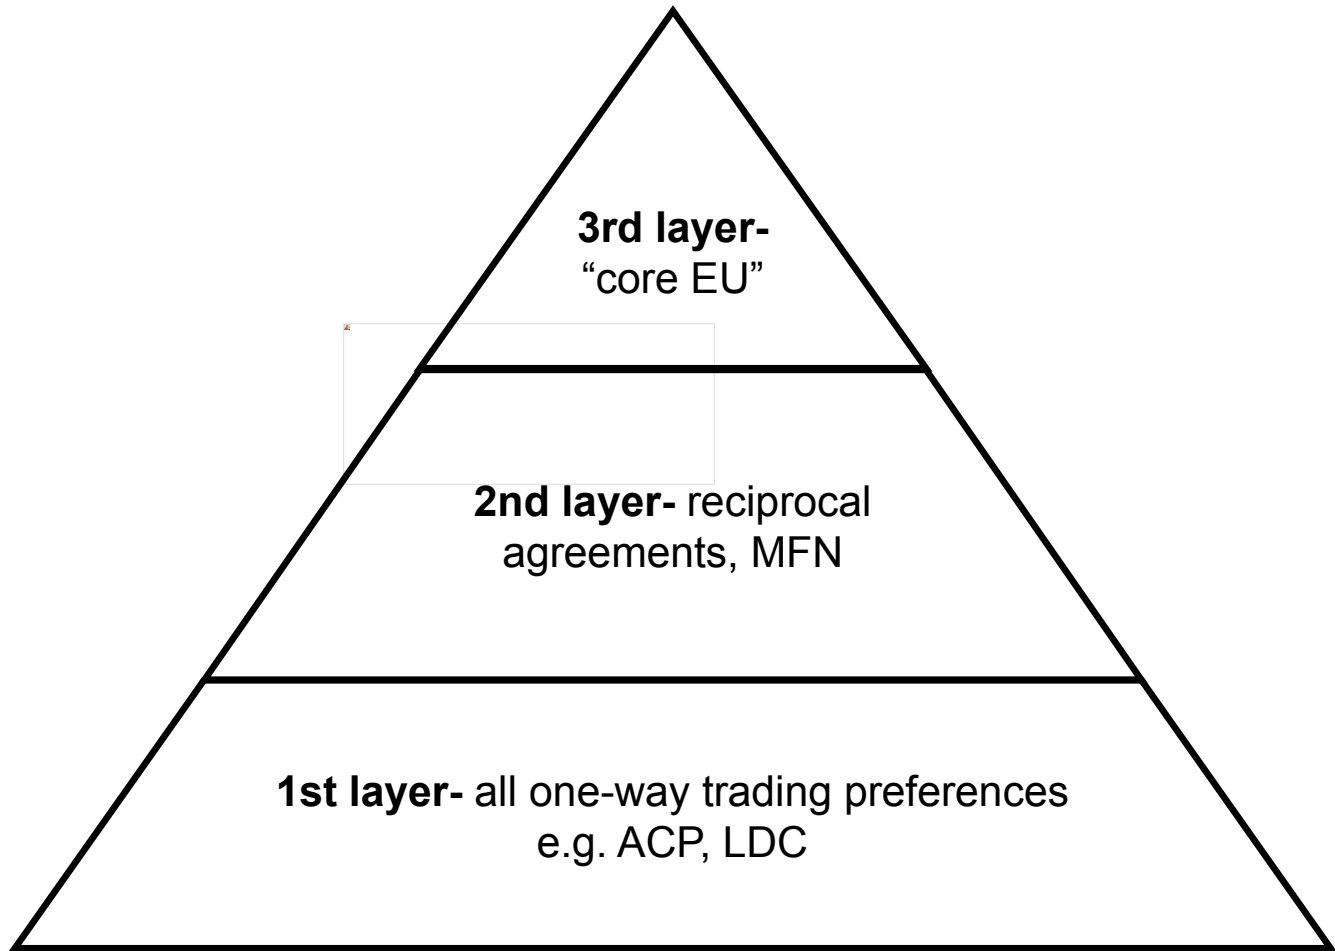 3rd layer-
“core EU”
2nd layer- reciprocal
agreements, MFN
1st layer- all one-way trading preferences
e.g. ACP, LDC